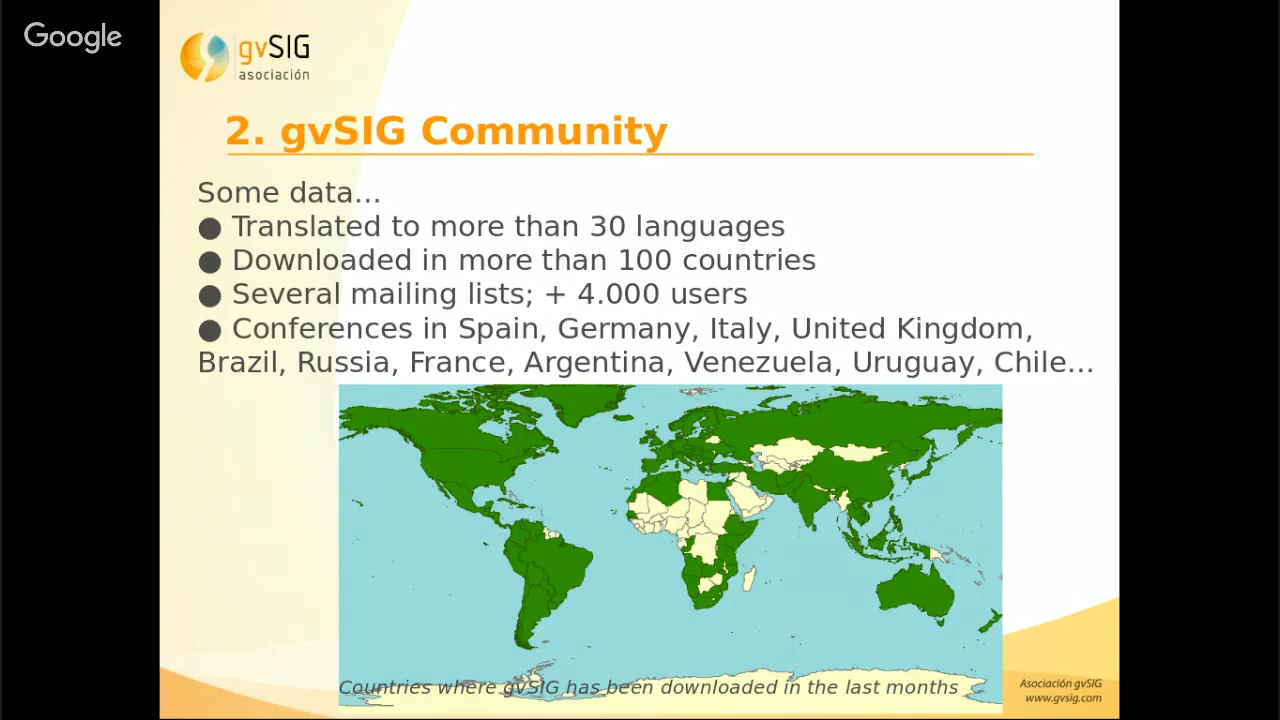 Google
gvSIG
asociación
2. gvSIG Community
Some data...
● Translated to more than 30 languages
● Downloaded in more than 100 countries
● Several mailing lists; + 4.000 users
● Conferences in Spain, Germany, Italy, United Kingdom,
Brazil, Russia, France, Argentina, Venezuela, Uruguay, Chile...
Countries where gvSIG has been downloaded in the last months
Asociación gvSIG
www.gvsig.com